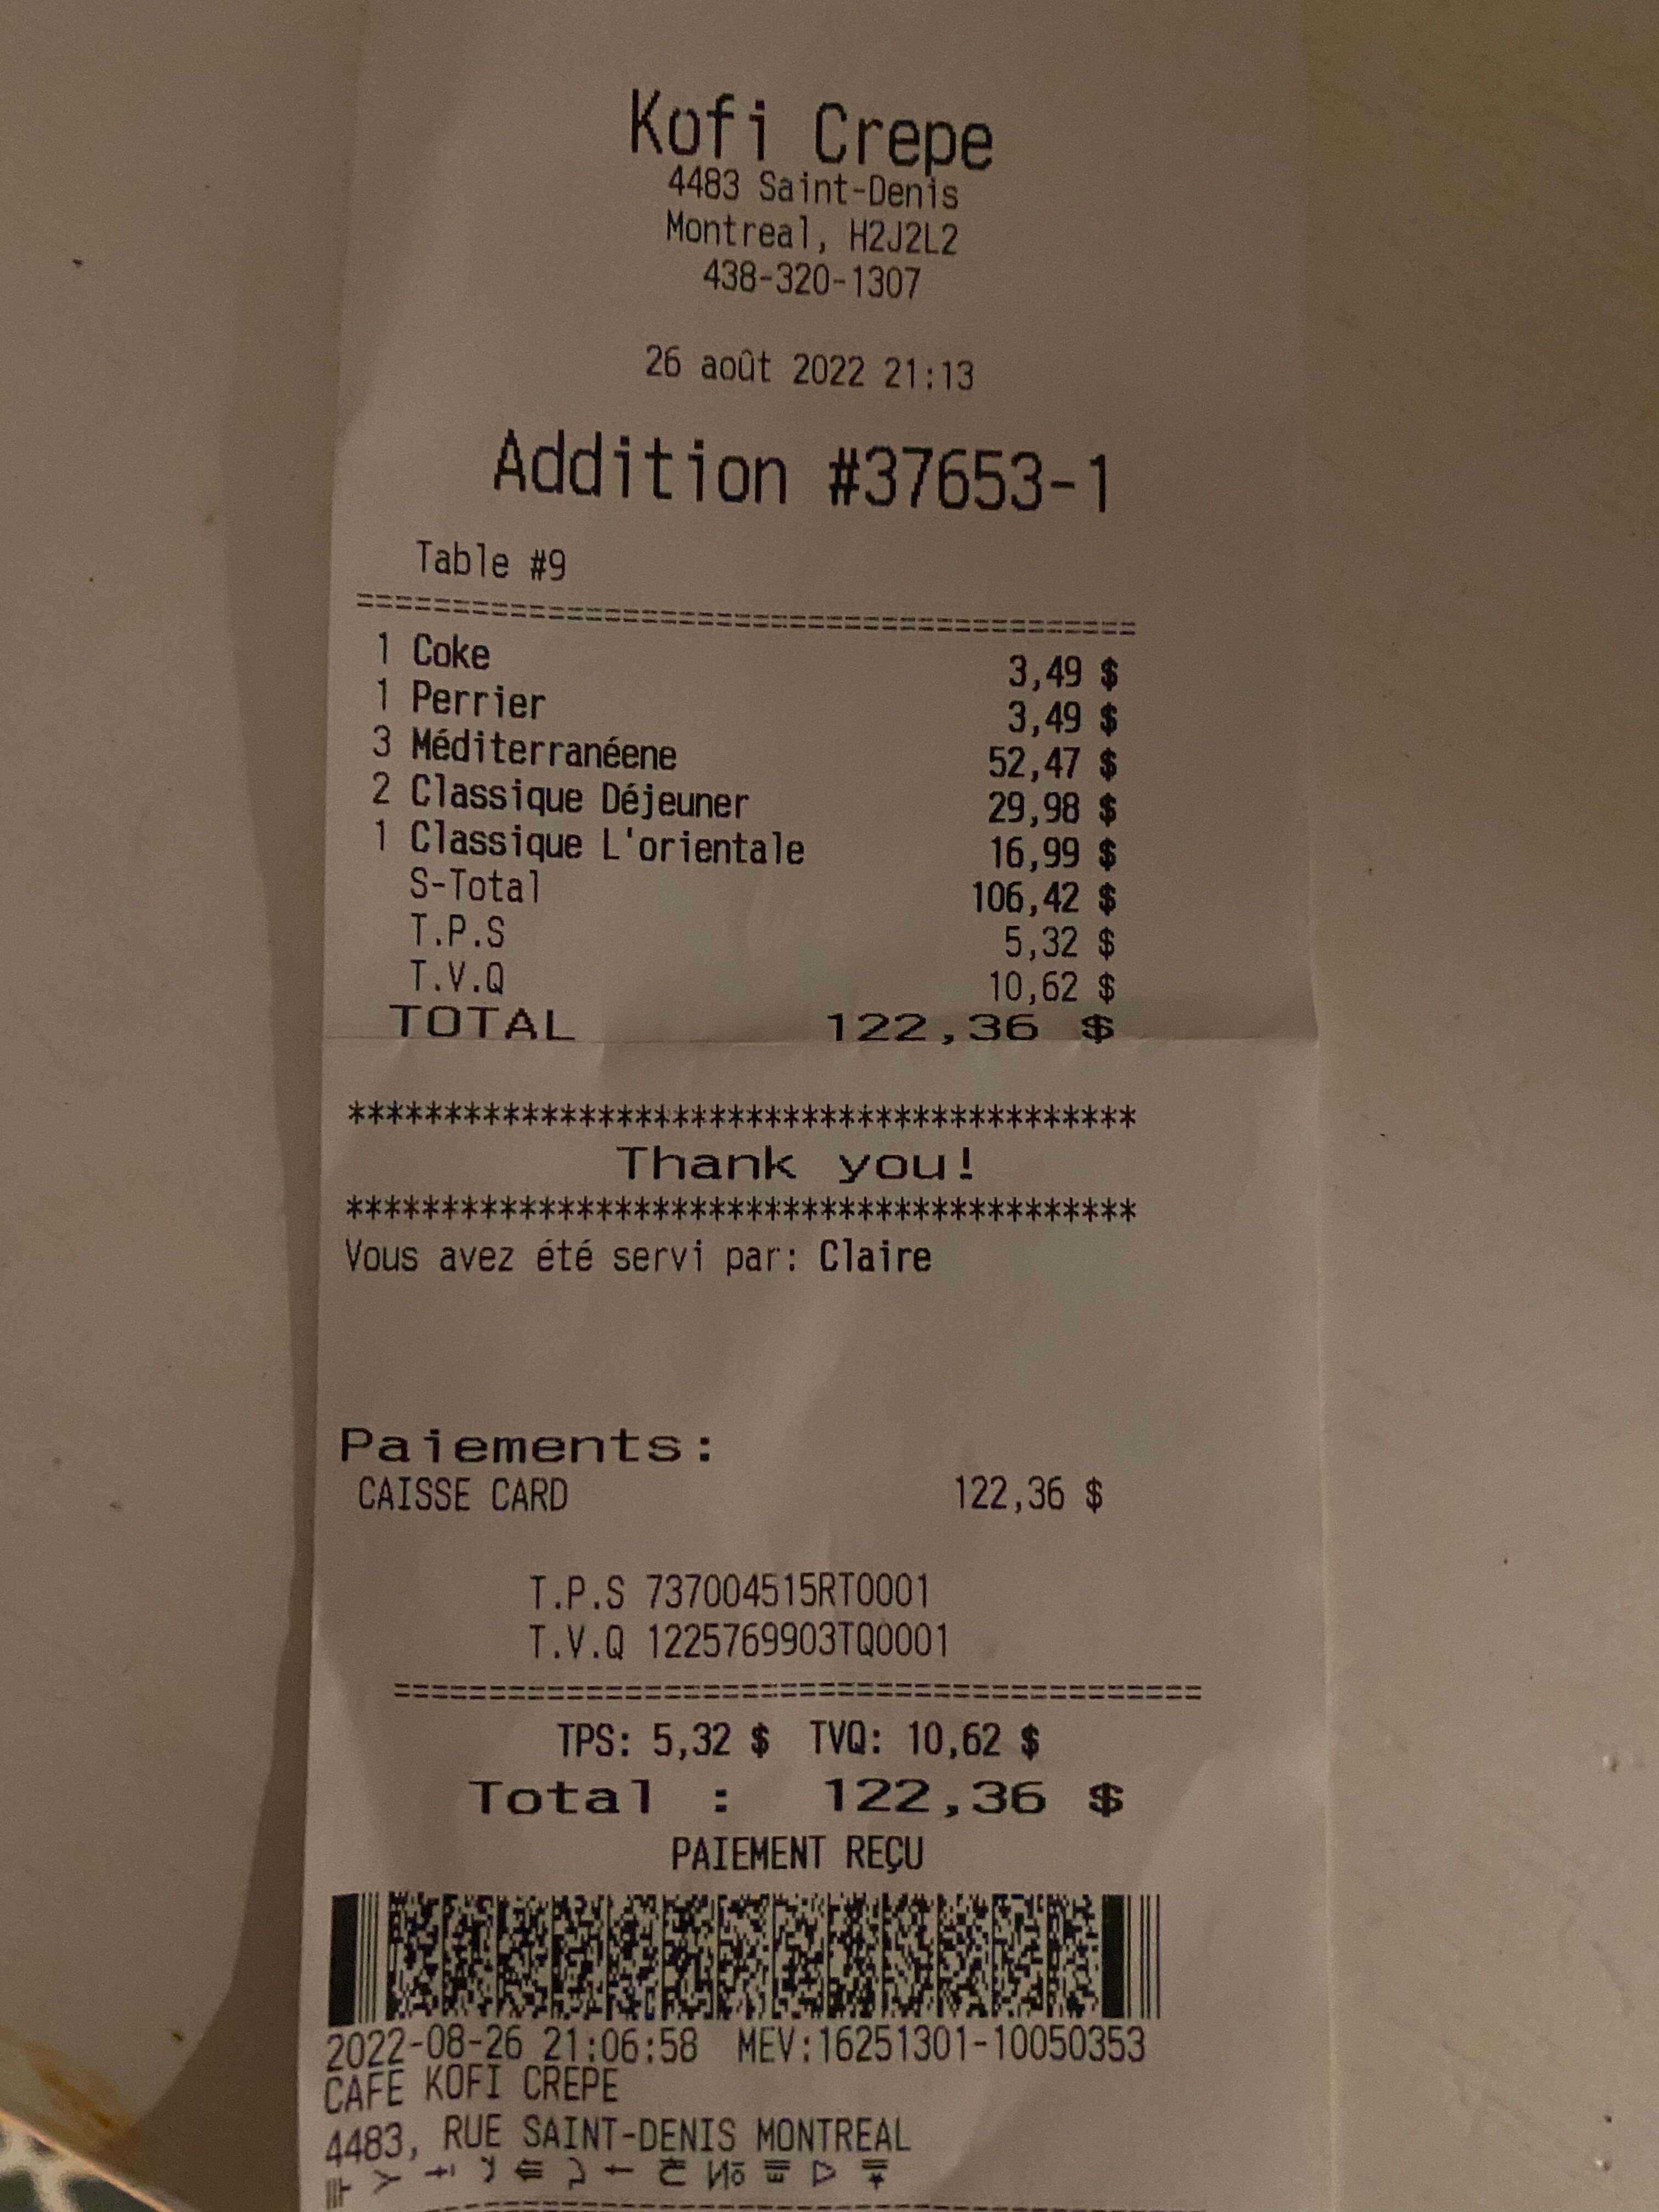 Kofi Crepe
4483 Saint-Denis
Montreal, H2J2L2
438-320-1307
26 août 2022 21:13
Addition #37653-1
Table #9
========================================
1 Coke 3,49 $
1 Perrier 3,49 $
3 Méditerranéene 52,47 $
2 Classique Déjeuner 29,98 $
1 Classique L'orientale 16,99 $
S-Total 106,42 $
T.P.S 5,32 $
T.V.Q 10,62 $
TOTAL 122,36 $
****************************************
Thank you!
****************************************
Vous avez été servi par: Claire
Paiements:
CAISSE CARD 122,36 $
T.P.S 737004515RT0001
T.V.Q 1225769903TQ0001
==========================================
TPS: 5,32 $ TVQ: 10,62 $
Total : 122,36 $
PAIEMENT REÇU
2022-08-26 21:06:58 MEV:16251301-10050353
CAFE KOFI CREPE
4483, RUE SAINT-DENIS MONTREAL